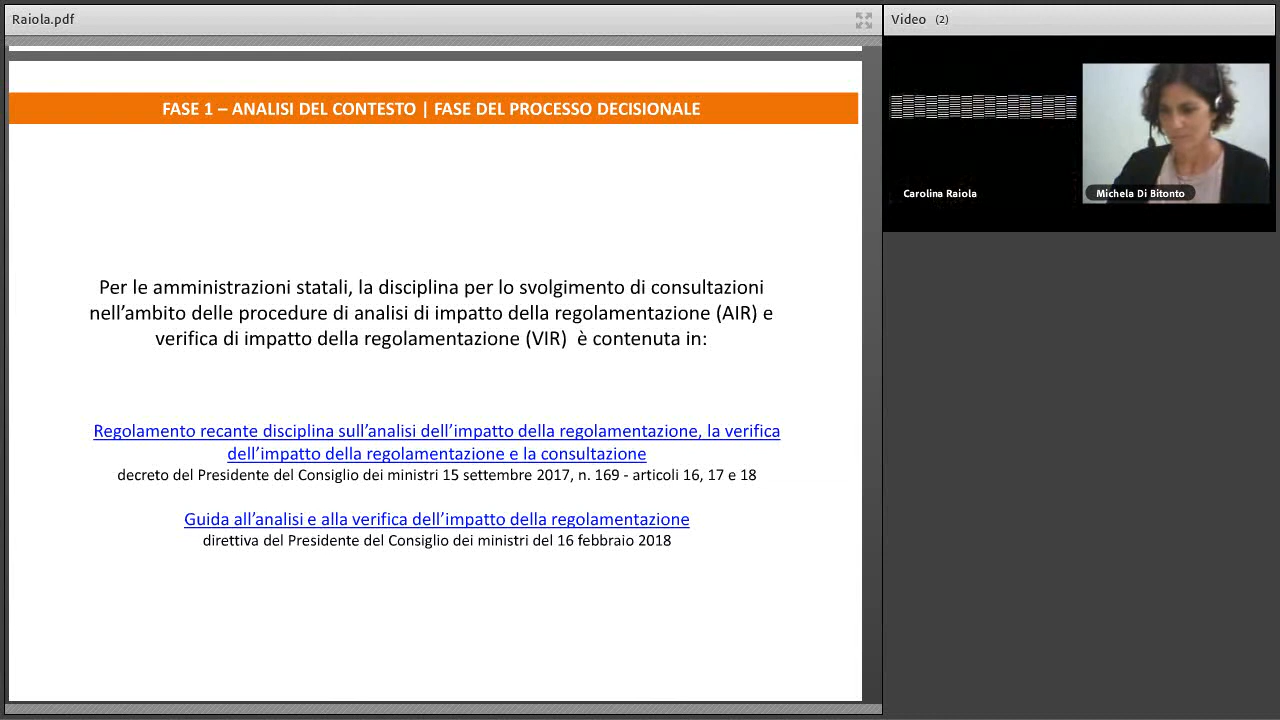 Raiola.pdf
Video (2)
FASE 1 – ANALISI DEL CONTESTO | FASE DEL PROCESSO DECISIONALE
Carolina Raiola
Michela Di Bitonto
Per le amministrazioni statali, la disciplina per lo svolgimento di consultazioni
nell’ambito delle procedure di analisi di impatto della regolamentazione (AIR) e
verifica di impatto della regolamentazione (VIR)  è contenuta in:
Regolamento recante disciplina sull’analisi dell’impatto della regolamentazione, la verifica
dell’impatto della regolamentazione e la consultazione
decreto del Presidente del Consiglio dei ministri 15 settembre 2017, n. 169 - articoli 16, 17 e 18
Guida all’analisi e alla verifica dell’impatto della regolamentazione
direttiva del Presidente del Consiglio dei ministri del 16 febbraio 2018